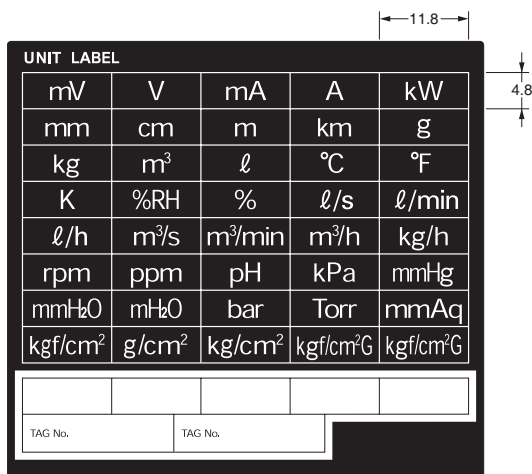 11.8
UNIT LABEL
4.8
mV V mA A kW
mm cm m km g
kg m³ ℓ °C °F
K %RH % ℓ/s ℓ/min
ℓ/h m³/s m³/min m³/h kg/h
rpm ppm pH kPa mmHg
mmH₂O mH₂O bar Torr mmAq
kgf/cm² g/cm² kg/cm² kgf/cm²G kgf/cm²G
TAG No. TAG No.